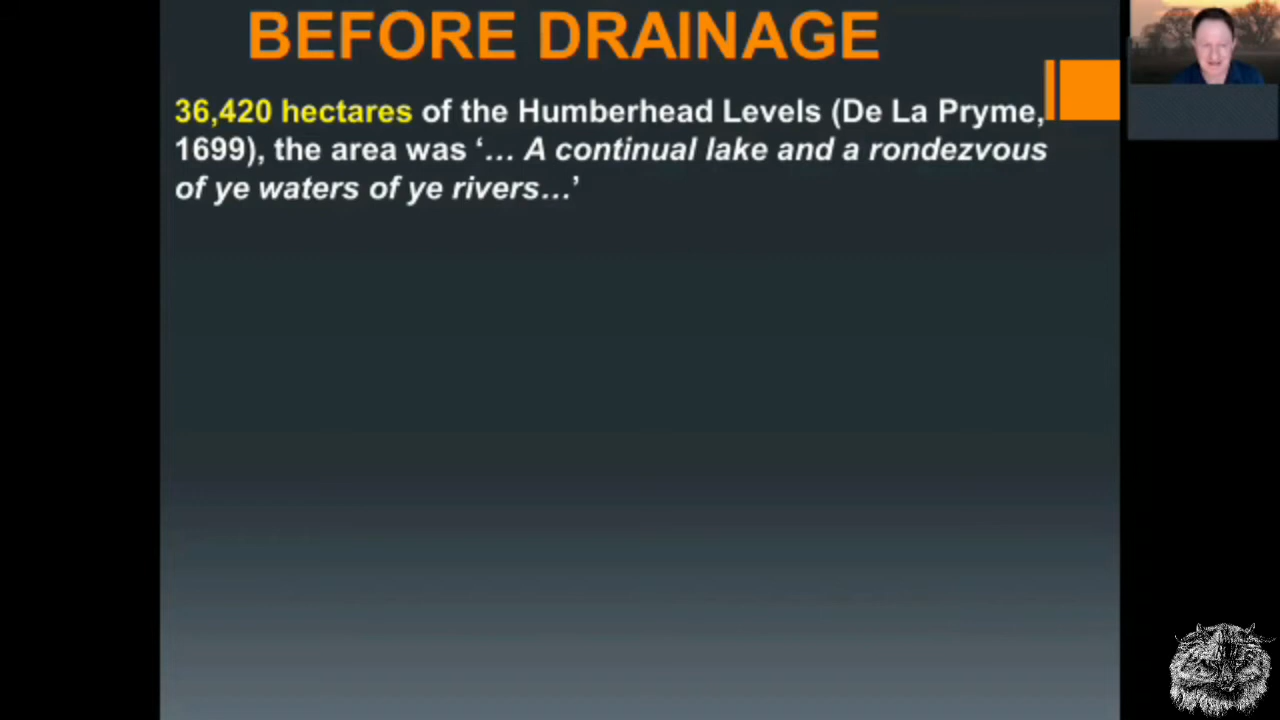 BEFORE DRAINAGE
36,420 hectares of the Humberhead Levels (De La Pryme,
1699), the area was ‘… A continual lake and a rondezvous
of ye waters of ye rivers…’